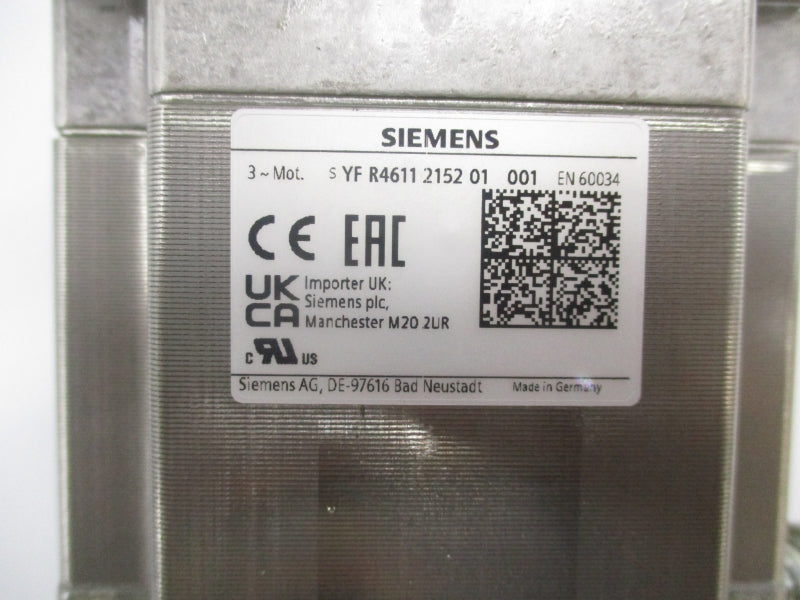 SIEMENS
3 ~ Mot. S YF R4611 2152 01 001 EN 60034
CE EAC
UK
CA
Importer UK:
Siemens plc,
Manchester M20 2UR
c RU US
Siemens AG, DE-97616 Bad Neustadt Made in Germany